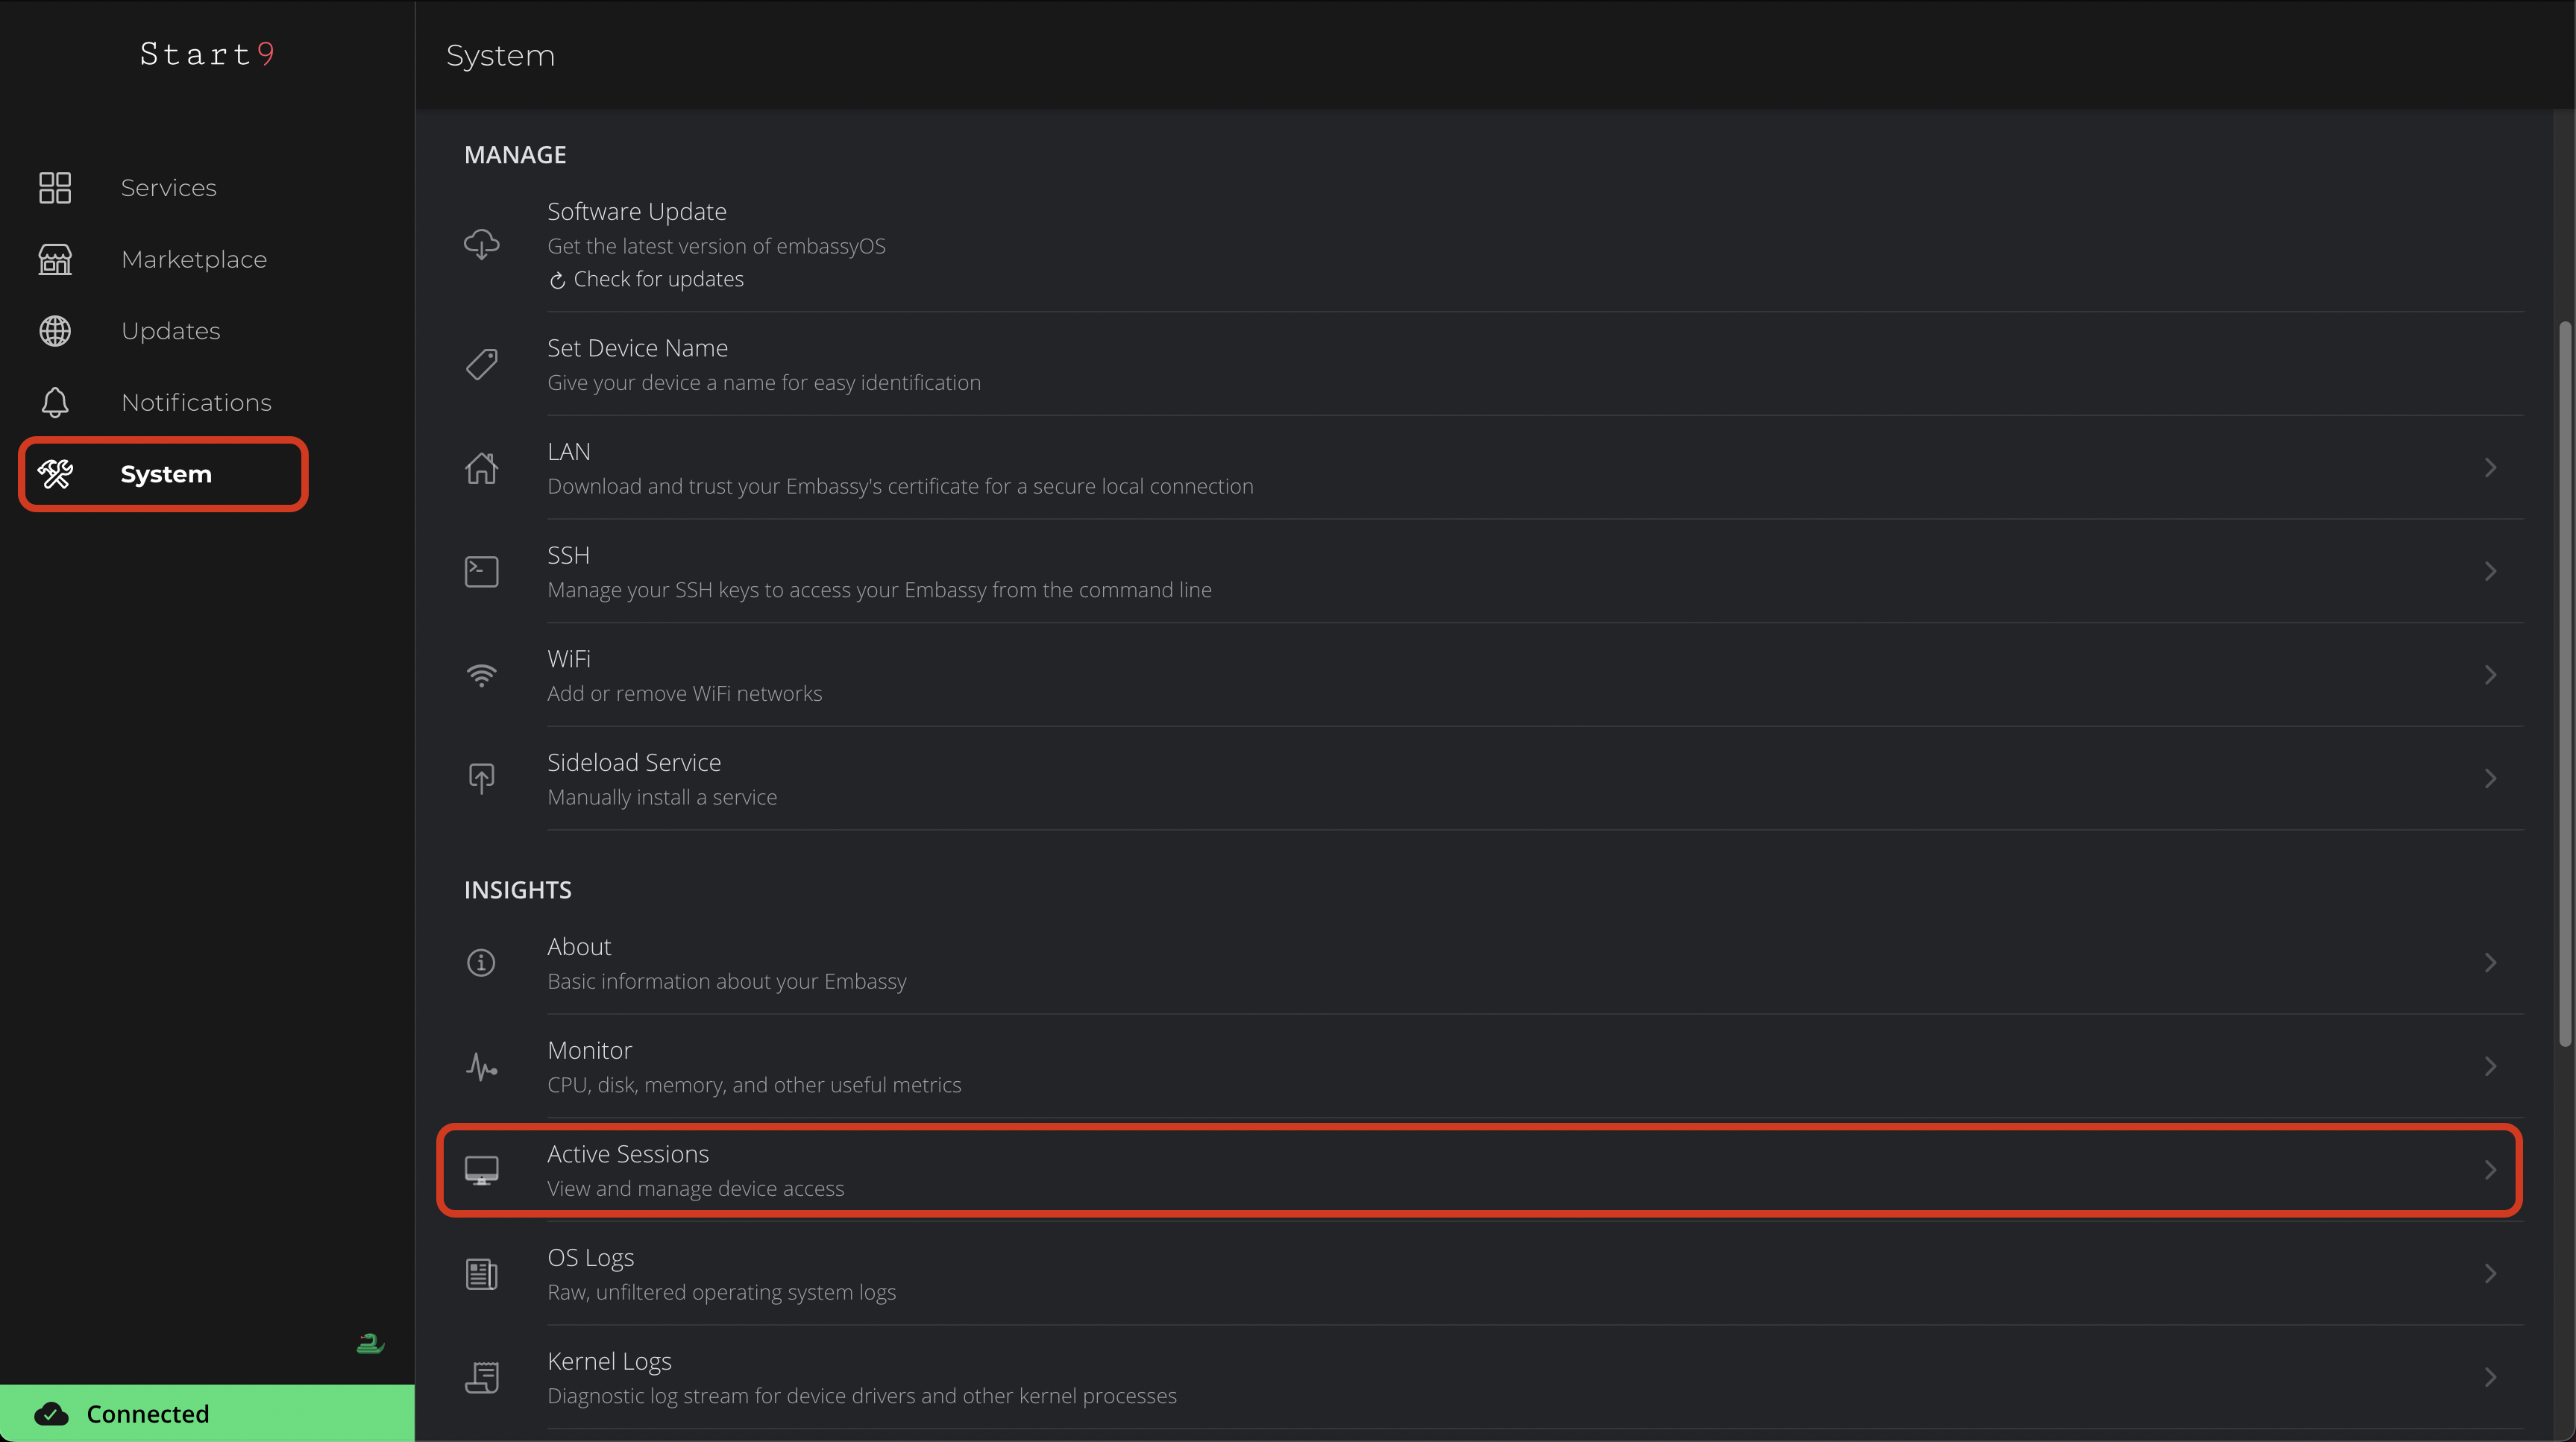 Start9
Services
Marketplace
Updates
Notifications
System
Connected
System
MANAGE
Software Update
Get the latest version of embassyOS
Check for updates
Set Device Name
Give your device a name for easy identification
LAN
Download and trust your Embassy's certificate for a secure local connection
SSH
Manage your SSH keys to access your Embassy from the command line
WiFi
Add or remove WiFi networks
Sideload Service
Manually install a service
INSIGHTS
About
Basic information about your Embassy
Monitor
CPU, disk, memory, and other useful metrics
Active Sessions
View and manage device access
OS Logs
Raw, unfiltered operating system logs
Kernel Logs
Diagnostic log stream for device drivers and other kernel processes